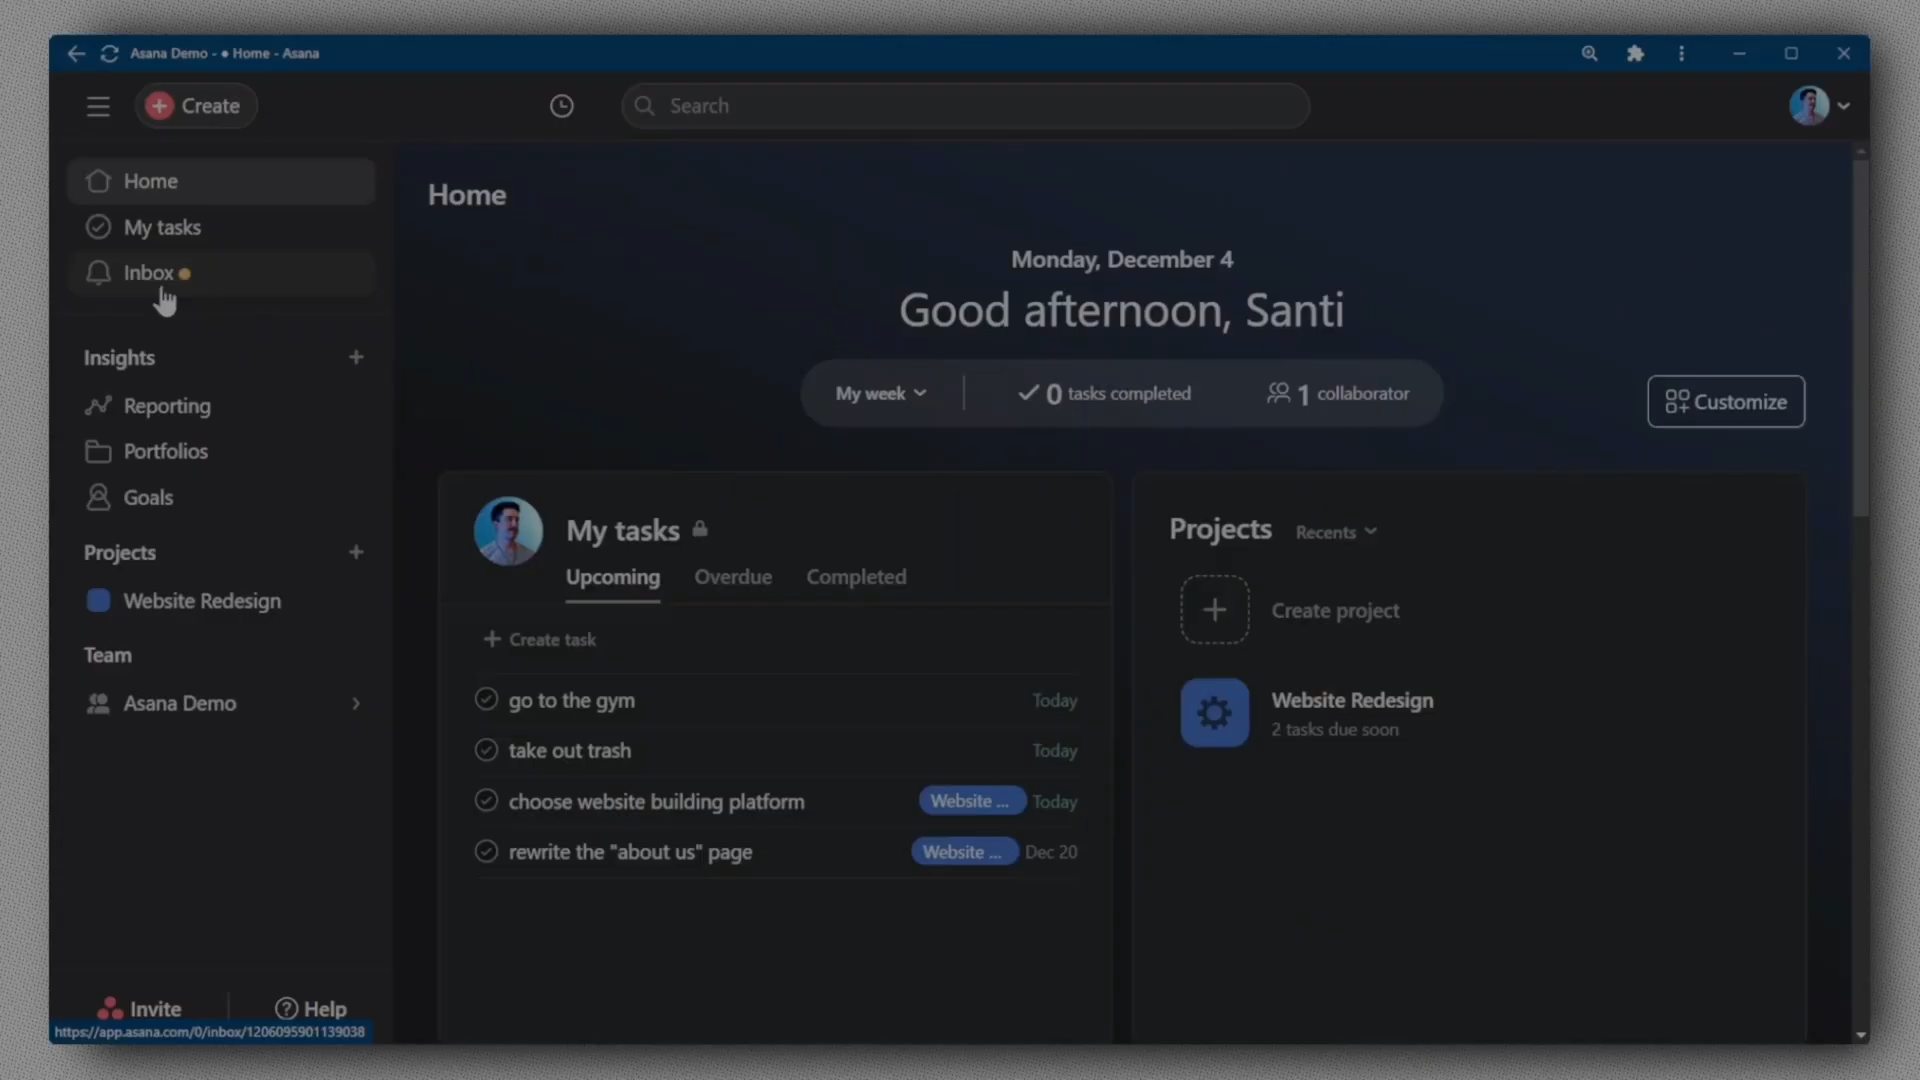 Asana Demo - ● Home - Asana
Create
Search
Home
My tasks
Inbox
Insights
Reporting
Portfolios
Goals
Projects
Website Redesign
Team
Asana Demo
Invite
Help
https://app.asana.com/0/inbox/1206095901139038
Home
Monday, December 4
Good afternoon, Santi
My week
0 tasks completed
1 collaborator
Customize
My tasks
Upcoming Overdue Completed
+ Create task
go to the gym Today
take out trash Today
choose website building platform Website ... Today
rewrite the "about us" page Website ... Dec 20
Projects Recents
Create project
Website Redesign
2 tasks due soon